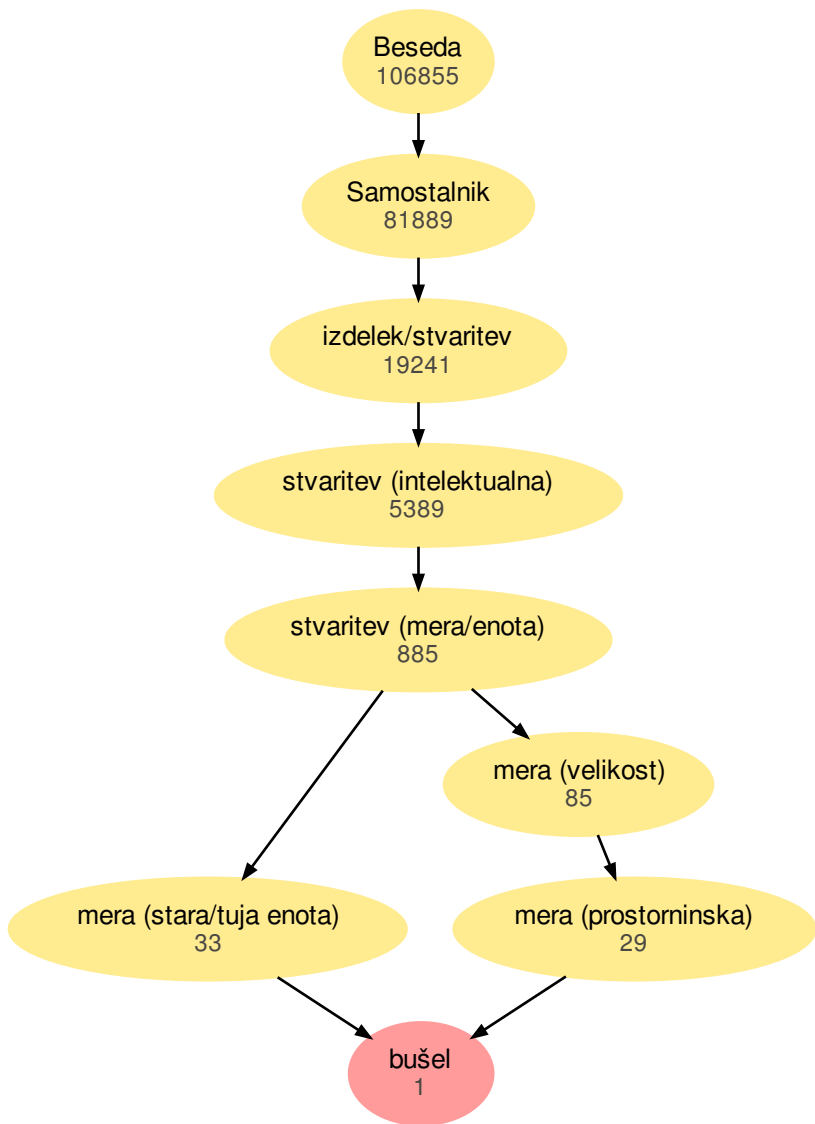 Beseda
106855
Samostalnik
81889
izdelek/stvaritev
19241
stvaritev (intelektualna)
5389
stvaritev (mera/enota)
885
mera (velikost)
85
mera (stara/tuja enota)
33
mera (prostorninska)
29
bušel
1